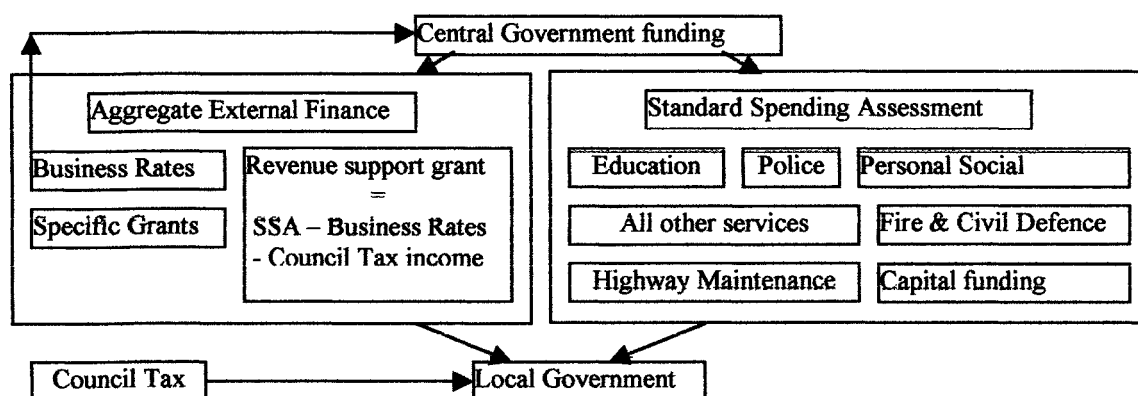 Central Government funding
Aggregate External Finance
Business Rates
Specific Grants
Revenue support grant
=
SSA – Business Rates
- Council Tax income
Standard Spending Assessment
Education
Police
Personal Social
All other services
Fire & Civil Defence
Highway Maintenance
Capital funding
Council Tax
Local Government